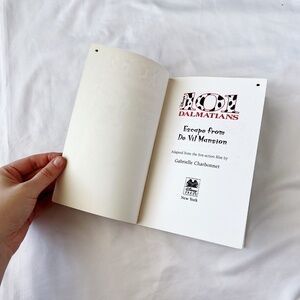 101
DALMATIANS
Escape from
De Vil Mansion
Adapted from the live-action film by
Gabrielle Charbonnet
New York